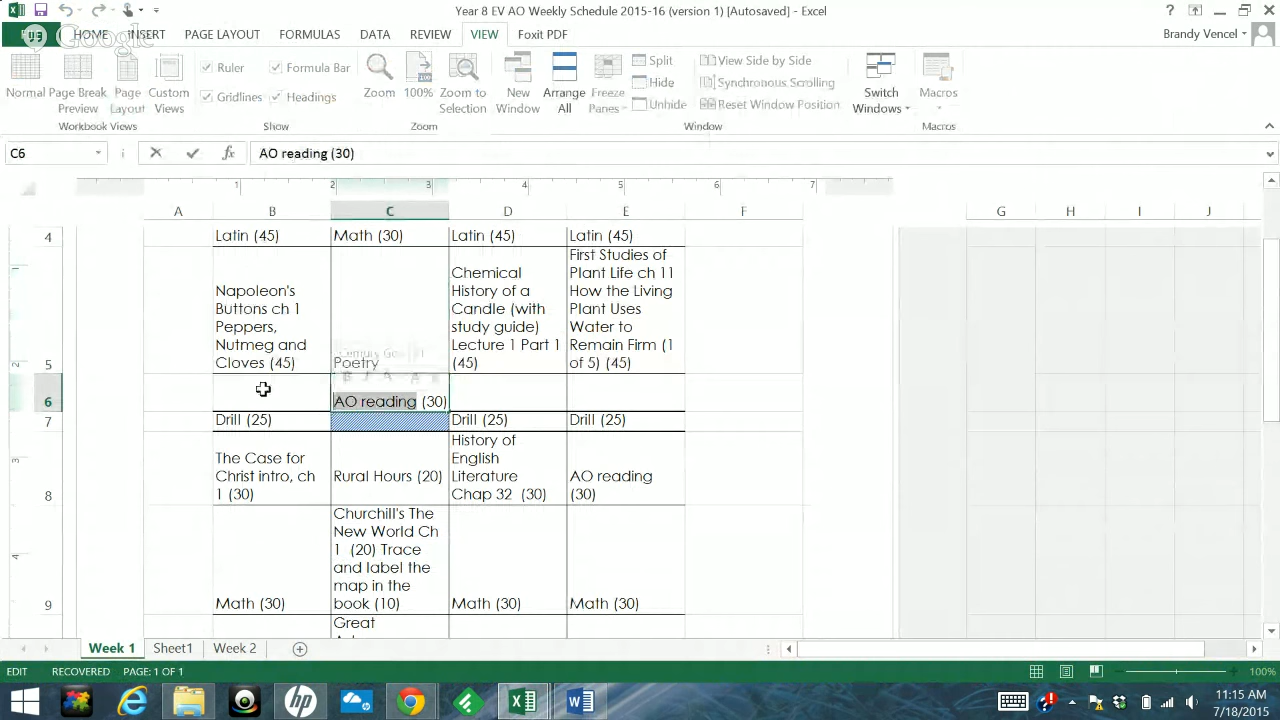 Year 8 EV AO Weekly Schedule 2015-16 (version 1) [Autosaved] - Excel
Google
HOME INSERT PAGE LAYOUT FORMULAS DATA REVIEW VIEW Foxit PDF Brandy Vencel
Normal Page Break Preview Page Layout Custom Views
Workbook Views
Ruler Formula Bar
Gridlines Headings
Show
Zoom 100% Zoom to Selection
Zoom
New Window Arrange All Freeze Panes
Split
Hide
Unhide
View Side by Side
Synchronous Scrolling
Reset Window Position
Window
Switch Windows
Macros
Macros
C6 fx AO reading (30)
1 2 3 4 5 6 7
A B C D E F G H I J
4 Latin (45) Math (30) Latin (45) Latin (45)
5
Napoleon's
Buttons ch 1
Peppers,
Nutmeg and
Cloves (45)
Poetry
Chemical
History of a
Candle (with
study guide)
Lecture 1 Part 1
(45)
First Studies of
Plant Life ch 11
How the Living
Plant Uses
Water to
Remain Firm (1
of 5) (45)
6 AO reading (30)
7 Drill (25) Drill (25) Drill (25)
8
The Case for
Christ intro, ch
1 (30)
Rural Hours (20)
History of
English
Literature
Chap 32 (30)
AO reading
(30)
9
Math (30)
Churchill's The
New World Ch
1 (20) Trace
and label the
map in the
book (10)
Math (30)
Math (30)
Great
Week 1 Sheet1 Week 2
EDIT RECOVERED PAGE: 1 OF 1 100%
11:15 AM
7/18/2015